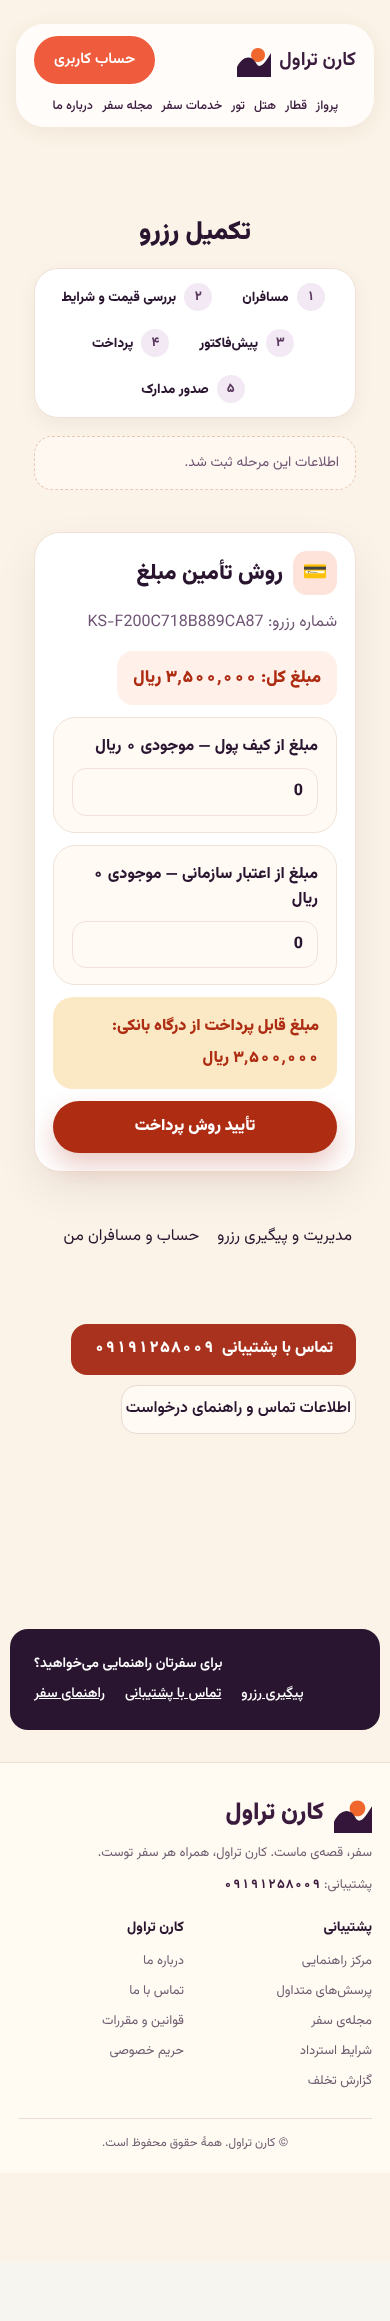 کارن تراول
حساب کاربری
پرواز قطار هتل تور خدمات سفر مجله سفر درباره ما
تکمیل رزرو
۱ مسافران ۲ بررسی قیمت و شرایط
۳ پیش‌فاکتور ۴ پرداخت
۵ صدور مدارک
اطلاعات این مرحله ثبت شد.
روش تأمین مبلغ
شماره رزرو: KS-F200C718B889CA87
مبلغ کل: ۳,۵۰۰,۰۰۰ ریال
مبلغ از کیف پول — موجودی ۰ ریال
0
مبلغ از اعتبار سازمانی — موجودی ۰
ریال
0
مبلغ قابل پرداخت از درگاه بانکی:
۳,۵۰۰,۰۰۰ ریال
تأیید روش پرداخت
مدیریت و پیگیری رزرو حساب و مسافران من
تماس با پشتیبانی ۰۹۱۹۱۲۵۸۰۰۹
اطلاعات تماس و راهنمای درخواست
برای سفرتان راهنمایی می‌خواهید؟
پیگیری رزرو تماس با پشتیبانی راهنمای سفر
کارن تراول
سفر، قصه‌ی ماست. کارن تراول، همراه هر سفر توست.
پشتیبانی: ۰۹۱۹۱۲۵۸۰۰۹
پشتیبانی
مرکز راهنمایی
پرسش‌های متداول
مجله‌ی سفر
شرایط استرداد
گزارش تخلف
کارن تراول
درباره ما
تماس با ما
قوانین و مقررات
حریم خصوصی
© کارن تراول. همهٔ حقوق محفوظ است.